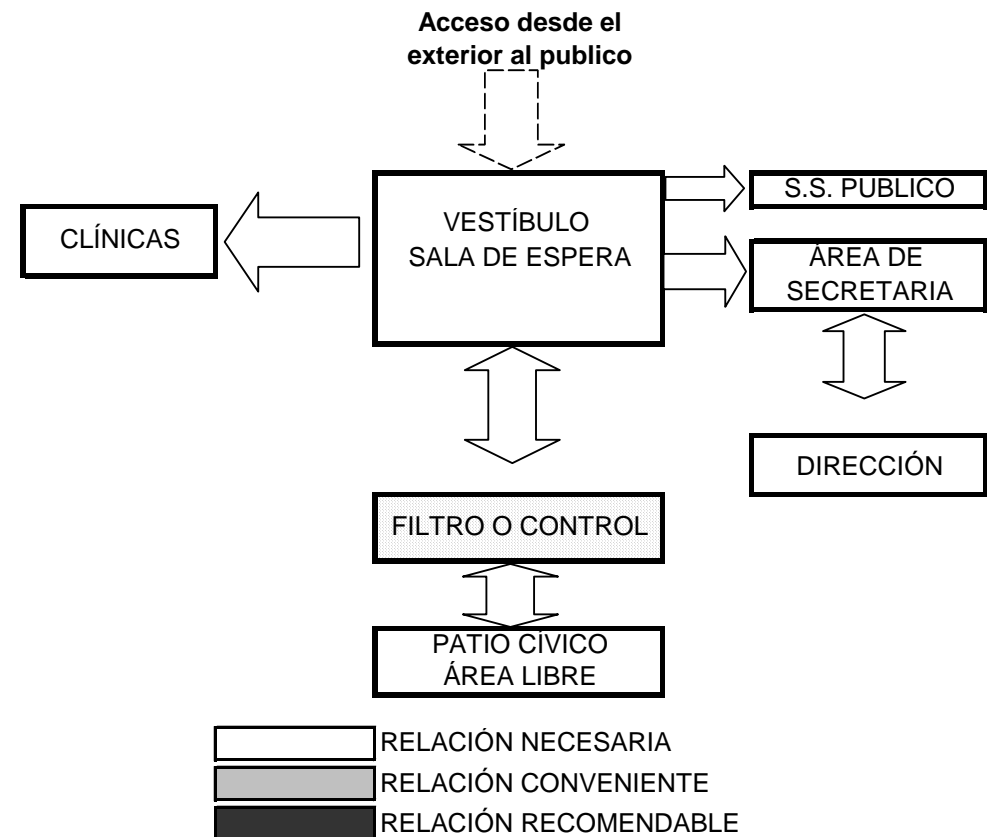 Acceso desde el
exterior al publico
VESTÍBULO
SALA DE ESPERA
CLÍNICAS
S.S. PUBLICO
ÁREA DE
SECRETARIA
DIRECCIÓN
FILTRO O CONTROL
PATIO CÍVICO
ÁREA LIBRE
RELACIÓN NECESARIA
RELACIÓN CONVENIENTE
RELACIÓN RECOMENDABLE